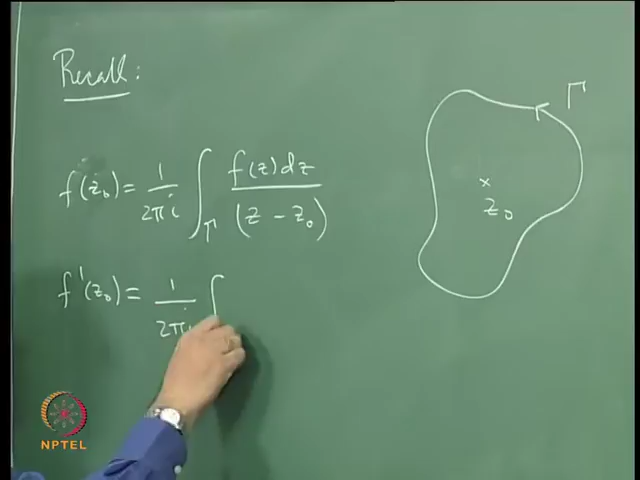 Recall:
f(z₀) = 1/2πi ∫_Γ f(z)dz/(z - z₀)
f'(z₀) = 1/2πi ∫
Γ
z₀
NPTEL